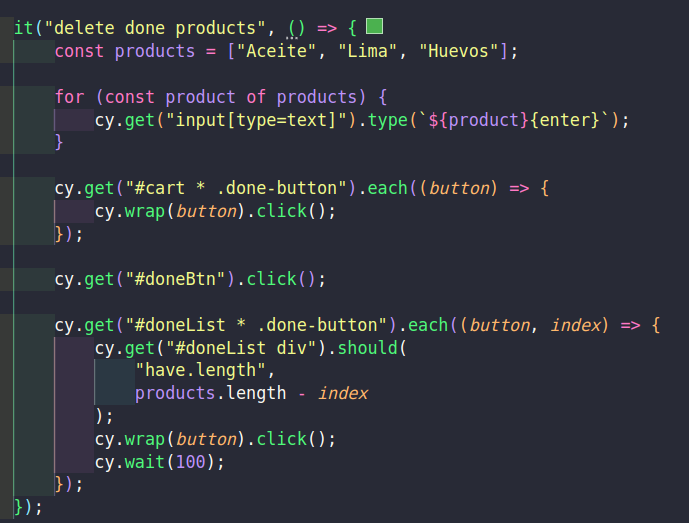 it("delete done products", () => {
    const products = ["Aceite", "Lima", "Huevos"];

    for (const product of products) {
        cy.get("input[type=text]").type(`${product}{enter}`);
    }

    cy.get("#cart * .done-button").each((button) => {
        cy.wrap(button).click();
    });

    cy.get("#doneBtn").click();

    cy.get("#doneList * .done-button").each((button, index) => {
        cy.get("#doneList div").should(
            "have.length",
            products.length - index
        );
        cy.wrap(button).click();
        cy.wait(100);
    });
});